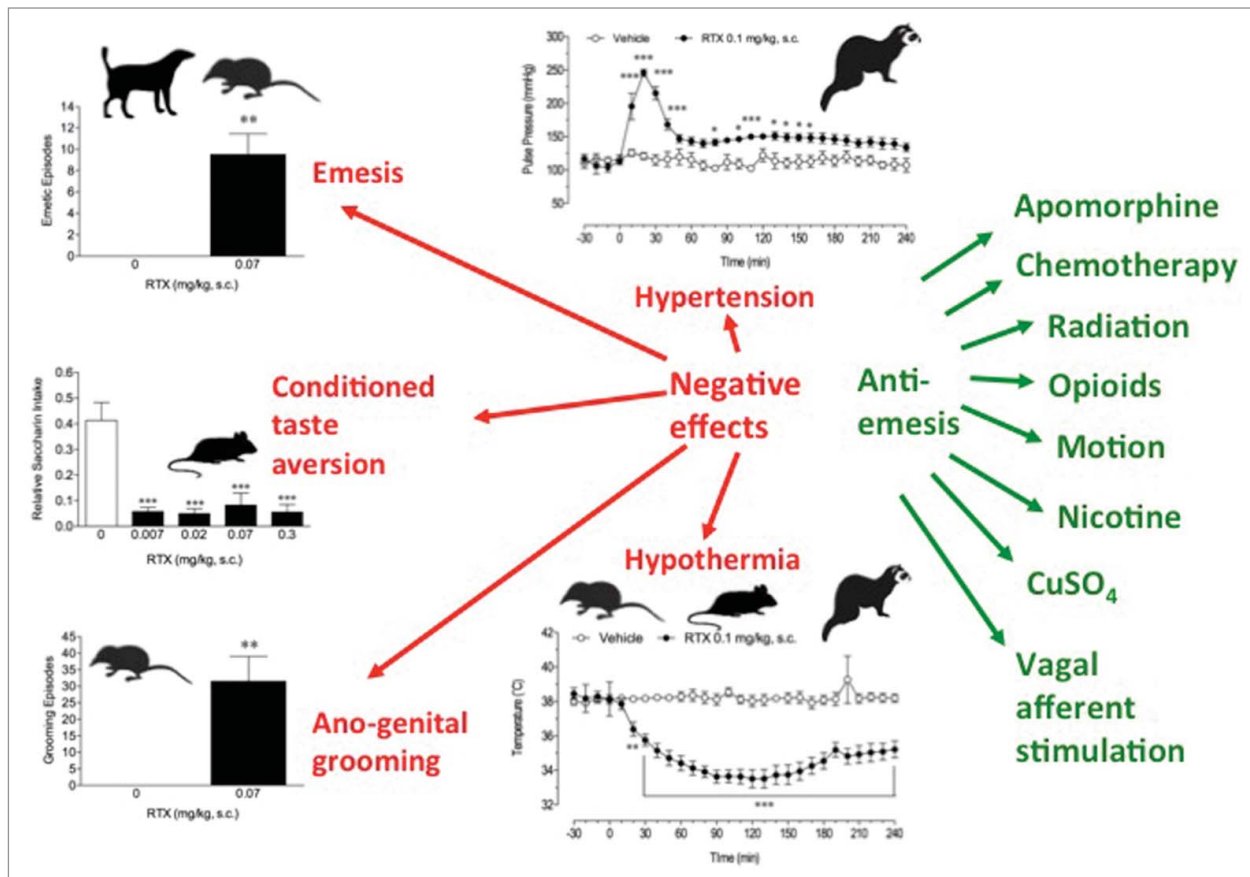 14
12
10
8
6
4
2
0
Emetic Episodes
**
0 0.07
RTX (mg/kg, s.c.)
Emesis
Vehicle RTX 0.1 mg/kg, s.c.
300
250
200
150
100
50
Pulse Pressure (mmHg)
***
***
***
***
***
* * *** * * * *
-30 0 30 60 90 120 150 180 210 240
TIme (min)
Hypertension
Negative
effects
Anti-
emesis
Apomorphine
Chemotherapy
Radiation
Opioids
Motion
Nicotine
CuSO4
Vagal
afferent
stimulation
0.6
0.5
0.4
0.3
0.2
0.1
0.0
Relative Saccharin Intake
*** *** *** ***
0 0.007 0.02 0.07 0.3
RTX (mg/kg, s.c.)
Conditioned
taste
aversion
Hypothermia
Vehicle RTX 0.1 mg/kg, s.c.
42
40
38
36
34
32
Temperature (˚C)
**
***
-30 0 30 60 90 120 150 180 210 240
TIme (min)
45
40
35
30
25
20
15
10
5
0
Grooming Episodes
**
0 0.07
RTX (mg/kg, s.c.)
Ano-genital
grooming